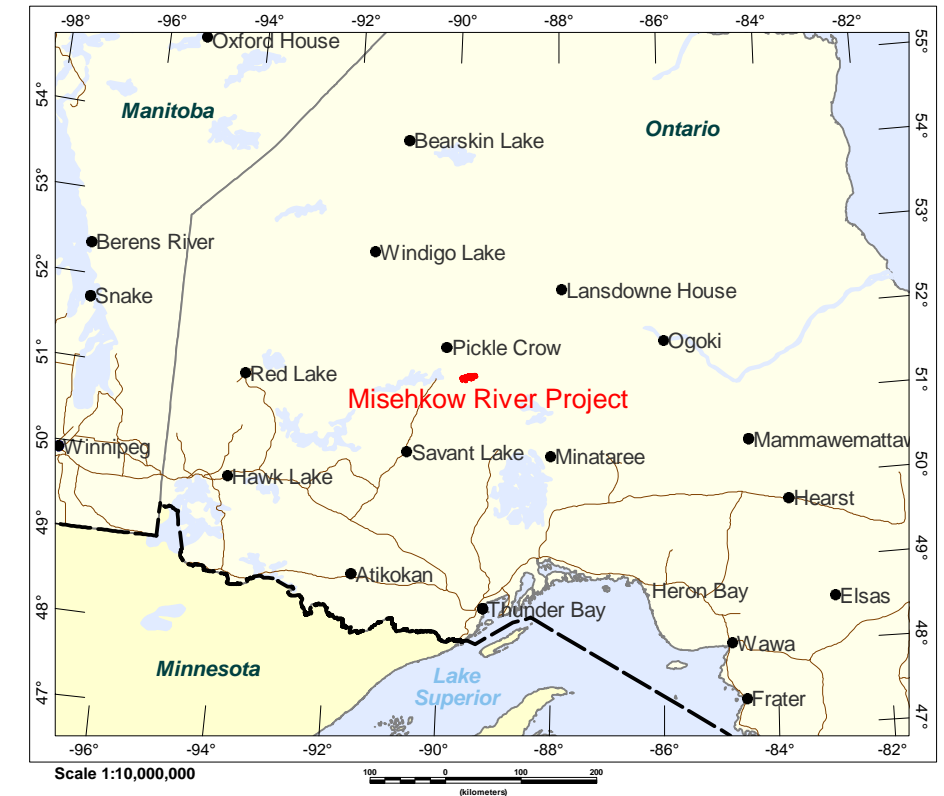 -98 -96 -94 -92 -90 -88 -86 -84 -82°
Oxford House
55°
54°
Manitoba
Ontario
54°
Bearskin Lake
53°
53°
Berens River
Windigo Lake
52°
Lansdowne House
52°
Snake
51°
Pickle Crow
Ogoki
Red Lake
51°
Misehkow River Project
50°
Winnipeg
Savant Lake
Minataree
Mammawemattaw
50°
Hawk Lake
Hearst
49°
49°
Atikokan
Heron Bay
Elsas
48°
Thunder Bay
48°
Wawa
Minnesota
Lake
Superior
47°
Frater
47°
-96° -94° -92° -90° -88° -86° -84° -82°
Scale 1:10,000,000
100 0 100 200
(kilometers)